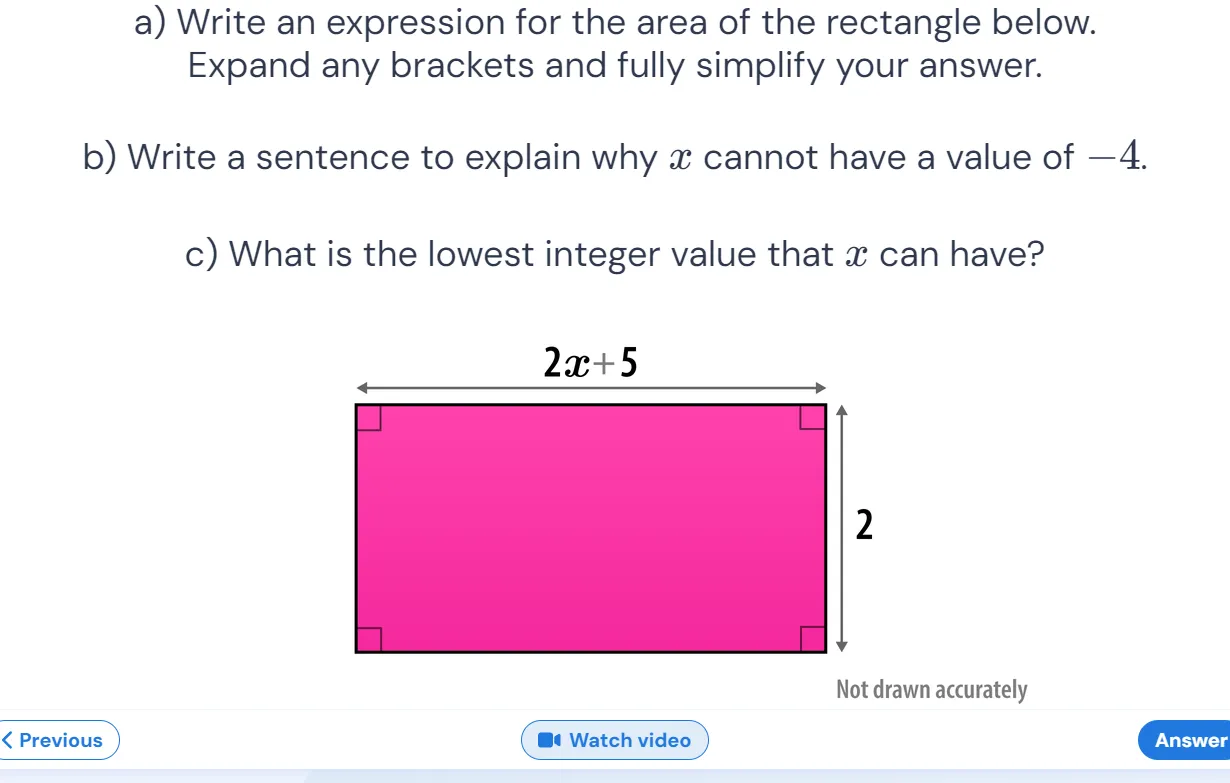 a) Write an expression for the area of the rectangle below.
Expand any brackets and fully simplify your answer.
b) Write a sentence to explain why x cannot have a value of −4.
c) What is the lowest integer value that x can have?
2x+5
2
Not drawn accurately
Previous
Watch video
Answer